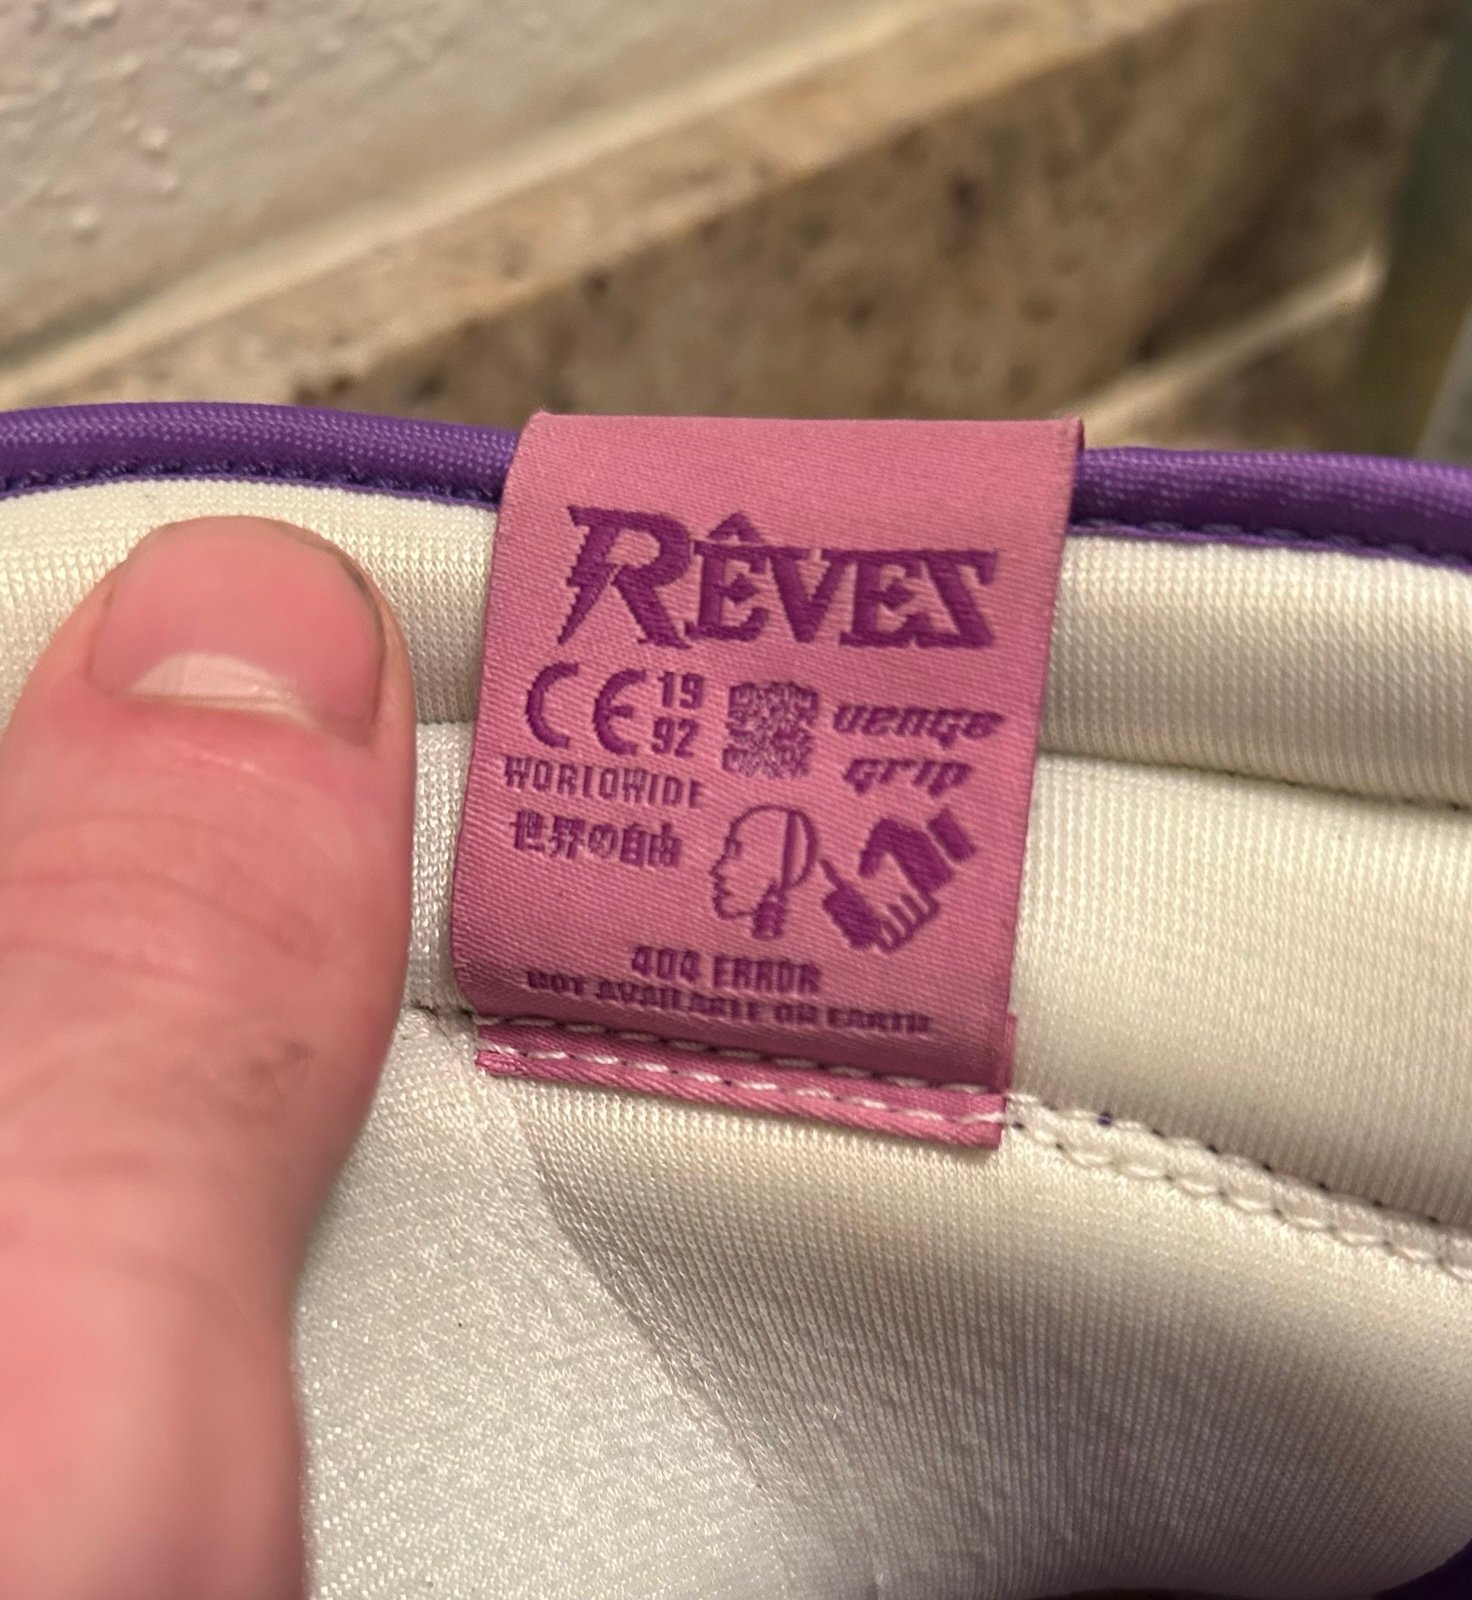 RÊVES
CE 19
92
VENGE
GRIP
WORLDWIDE
世界の自由
404 ERROR
NOT AVAILABLE ON EARTH